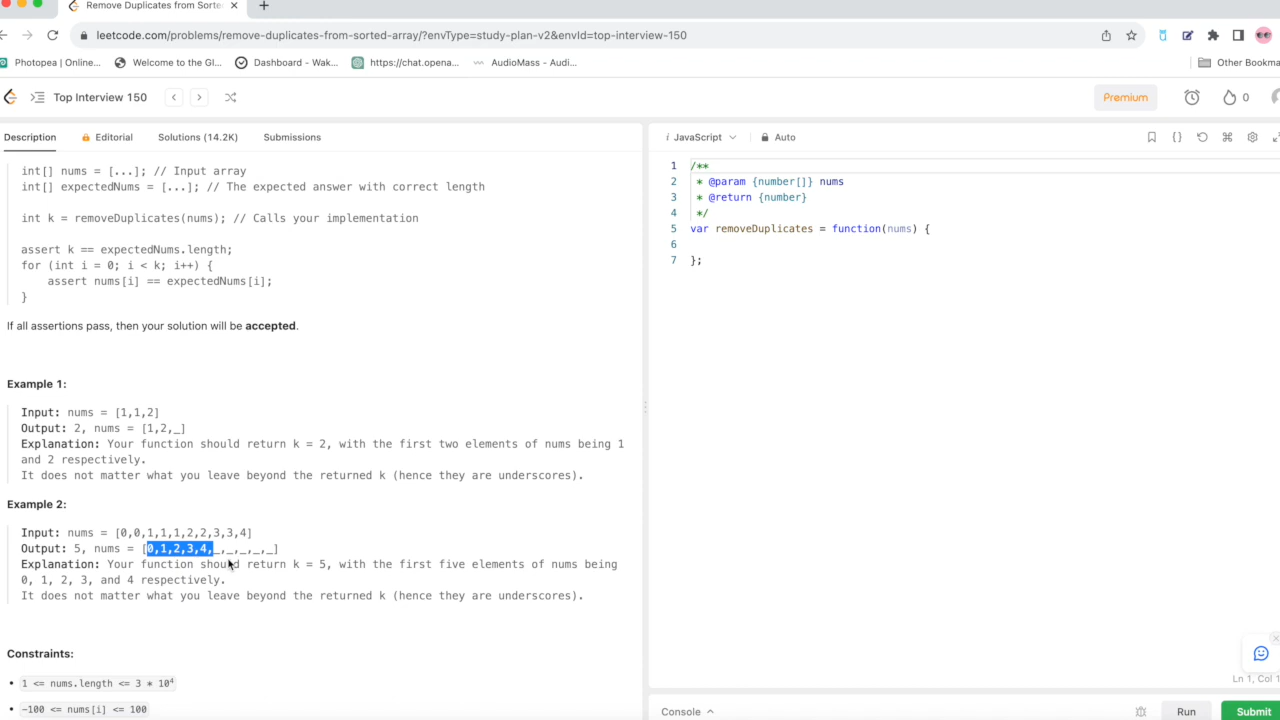 Remove Duplicates from Sorte
leetcode.com/problems/remove-duplicates-from-sorted-array/?envType=study-plan-v2&envId=top-interview-150
Photopea | Online...
Welcome to the Gl...
Dashboard - Wak...
https://chat.opena...
AudioMass - Audi...
Other Bookma
Top Interview 150
Premium
0
Description
Editorial
Solutions (14.2K)
Submissions
int[] nums = [...]; // Input array
int[] expectedNums = [...]; // The expected answer with correct length
int k = removeDuplicates(nums); // Calls your implementation
assert k == expectedNums.length;
for (int i = 0; i < k; i++) {
assert nums[i] == expectedNums[i];
}
If all assertions pass, then your solution will be accepted.
Example 1:
Input: nums = [1,1,2]
Output: 2, nums = [1,2,_]
Explanation: Your function should return k = 2, with the first two elements of nums being 1
and 2 respectively.
It does not matter what you leave beyond the returned k (hence they are underscores).
Example 2:
Input: nums = [0,0,1,1,1,2,2,3,3,4]
Output: 5, nums = [0,1,2,3,4,_,_,_,_,_]
Explanation: Your function should return k = 5, with the first five elements of nums being
0, 1, 2, 3, and 4 respectively.
It does not matter what you leave beyond the returned k (hence they are underscores).
Constraints:
• 1 <= nums.length <= 3 * 10⁴
• -100 <= nums[i] <= 100
i JavaScript
Auto
1 /**
2 * @param {number[]} nums
3 * @return {number}
4 */
5 var removeDuplicates = function(nums) {
6
7 };
Ln 1, Col 1
Console
Run
Submit